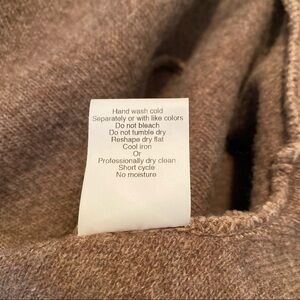 Hand wash cold
Separately or with like colors
Do not bleach
Do not tumble dry
Reshape dry flat
Cool iron
Or
Professionally dry clean
Short cycle
No moisture